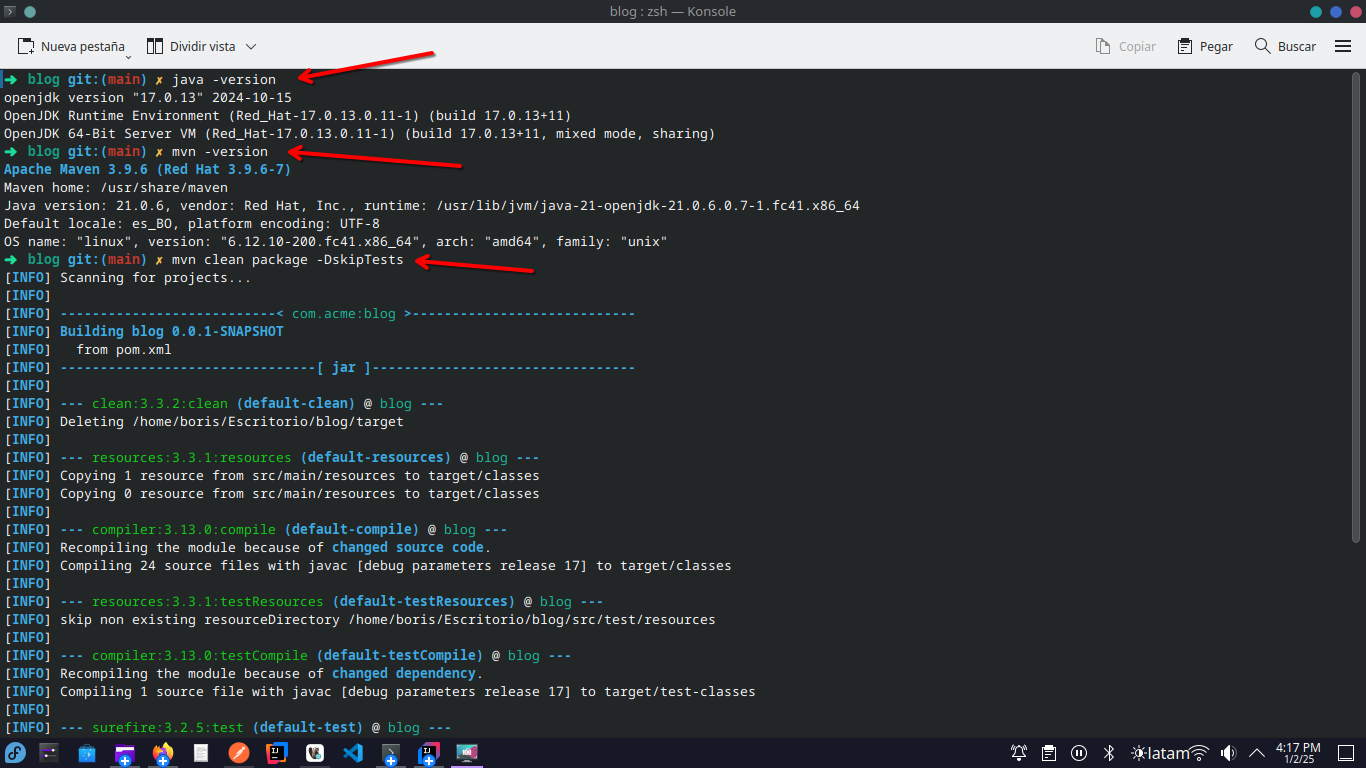 blog : zsh — Konsole
Nueva pestaña
Dividir vista
Copiar
Pegar
Buscar
➜ blog git:(main) ✗ java -version
openjdk version "17.0.13" 2024-10-15
OpenJDK Runtime Environment (Red_Hat-17.0.13.0.11-1) (build 17.0.13+11)
OpenJDK 64-Bit Server VM (Red_Hat-17.0.13.0.11-1) (build 17.0.13+11, mixed mode, sharing)
➜ blog git:(main) ✗ mvn -version
Apache Maven 3.9.6 (Red Hat 3.9.6-7)
Maven home: /usr/share/maven
Java version: 21.0.6, vendor: Red Hat, Inc., runtime: /usr/lib/jvm/java-21-openjdk-21.0.6.0.7-1.fc41.x86_64
Default locale: es_BO, platform encoding: UTF-8
OS name: "linux", version: "6.12.10-200.fc41.x86_64", arch: "amd64", family: "unix"
➜ blog git:(main) ✗ mvn clean package -DskipTests
[INFO] Scanning for projects...
[INFO]
[INFO] ---------------------------< com.acme:blog >----------------------------
[INFO] Building blog 0.0.1-SNAPSHOT
[INFO]   from pom.xml
[INFO] --------------------------------[ jar ]---------------------------------
[INFO]
[INFO] --- clean:3.3.2:clean (default-clean) @ blog ---
[INFO] Deleting /home/boris/Escritorio/blog/target
[INFO]
[INFO] --- resources:3.3.1:resources (default-resources) @ blog ---
[INFO] Copying 1 resource from src/main/resources to target/classes
[INFO] Copying 0 resource from src/main/resources to target/classes
[INFO]
[INFO] --- compiler:3.13.0:compile (default-compile) @ blog ---
[INFO] Recompiling the module because of changed source code.
[INFO] Compiling 24 source files with javac [debug parameters release 17] to target/classes
[INFO]
[INFO] --- resources:3.3.1:testResources (default-testResources) @ blog ---
[INFO] skip non existing resourceDirectory /home/boris/Escritorio/blog/src/test/resources
[INFO]
[INFO] --- compiler:3.13.0:testCompile (default-testCompile) @ blog ---
[INFO] Recompiling the module because of changed dependency.
[INFO] Compiling 1 source file with javac [debug parameters release 17] to target/test-classes
[INFO]
[INFO] --- surefire:3.2.5:test (default-test) @ blog ---
latam
4:17 PM
1/2/25